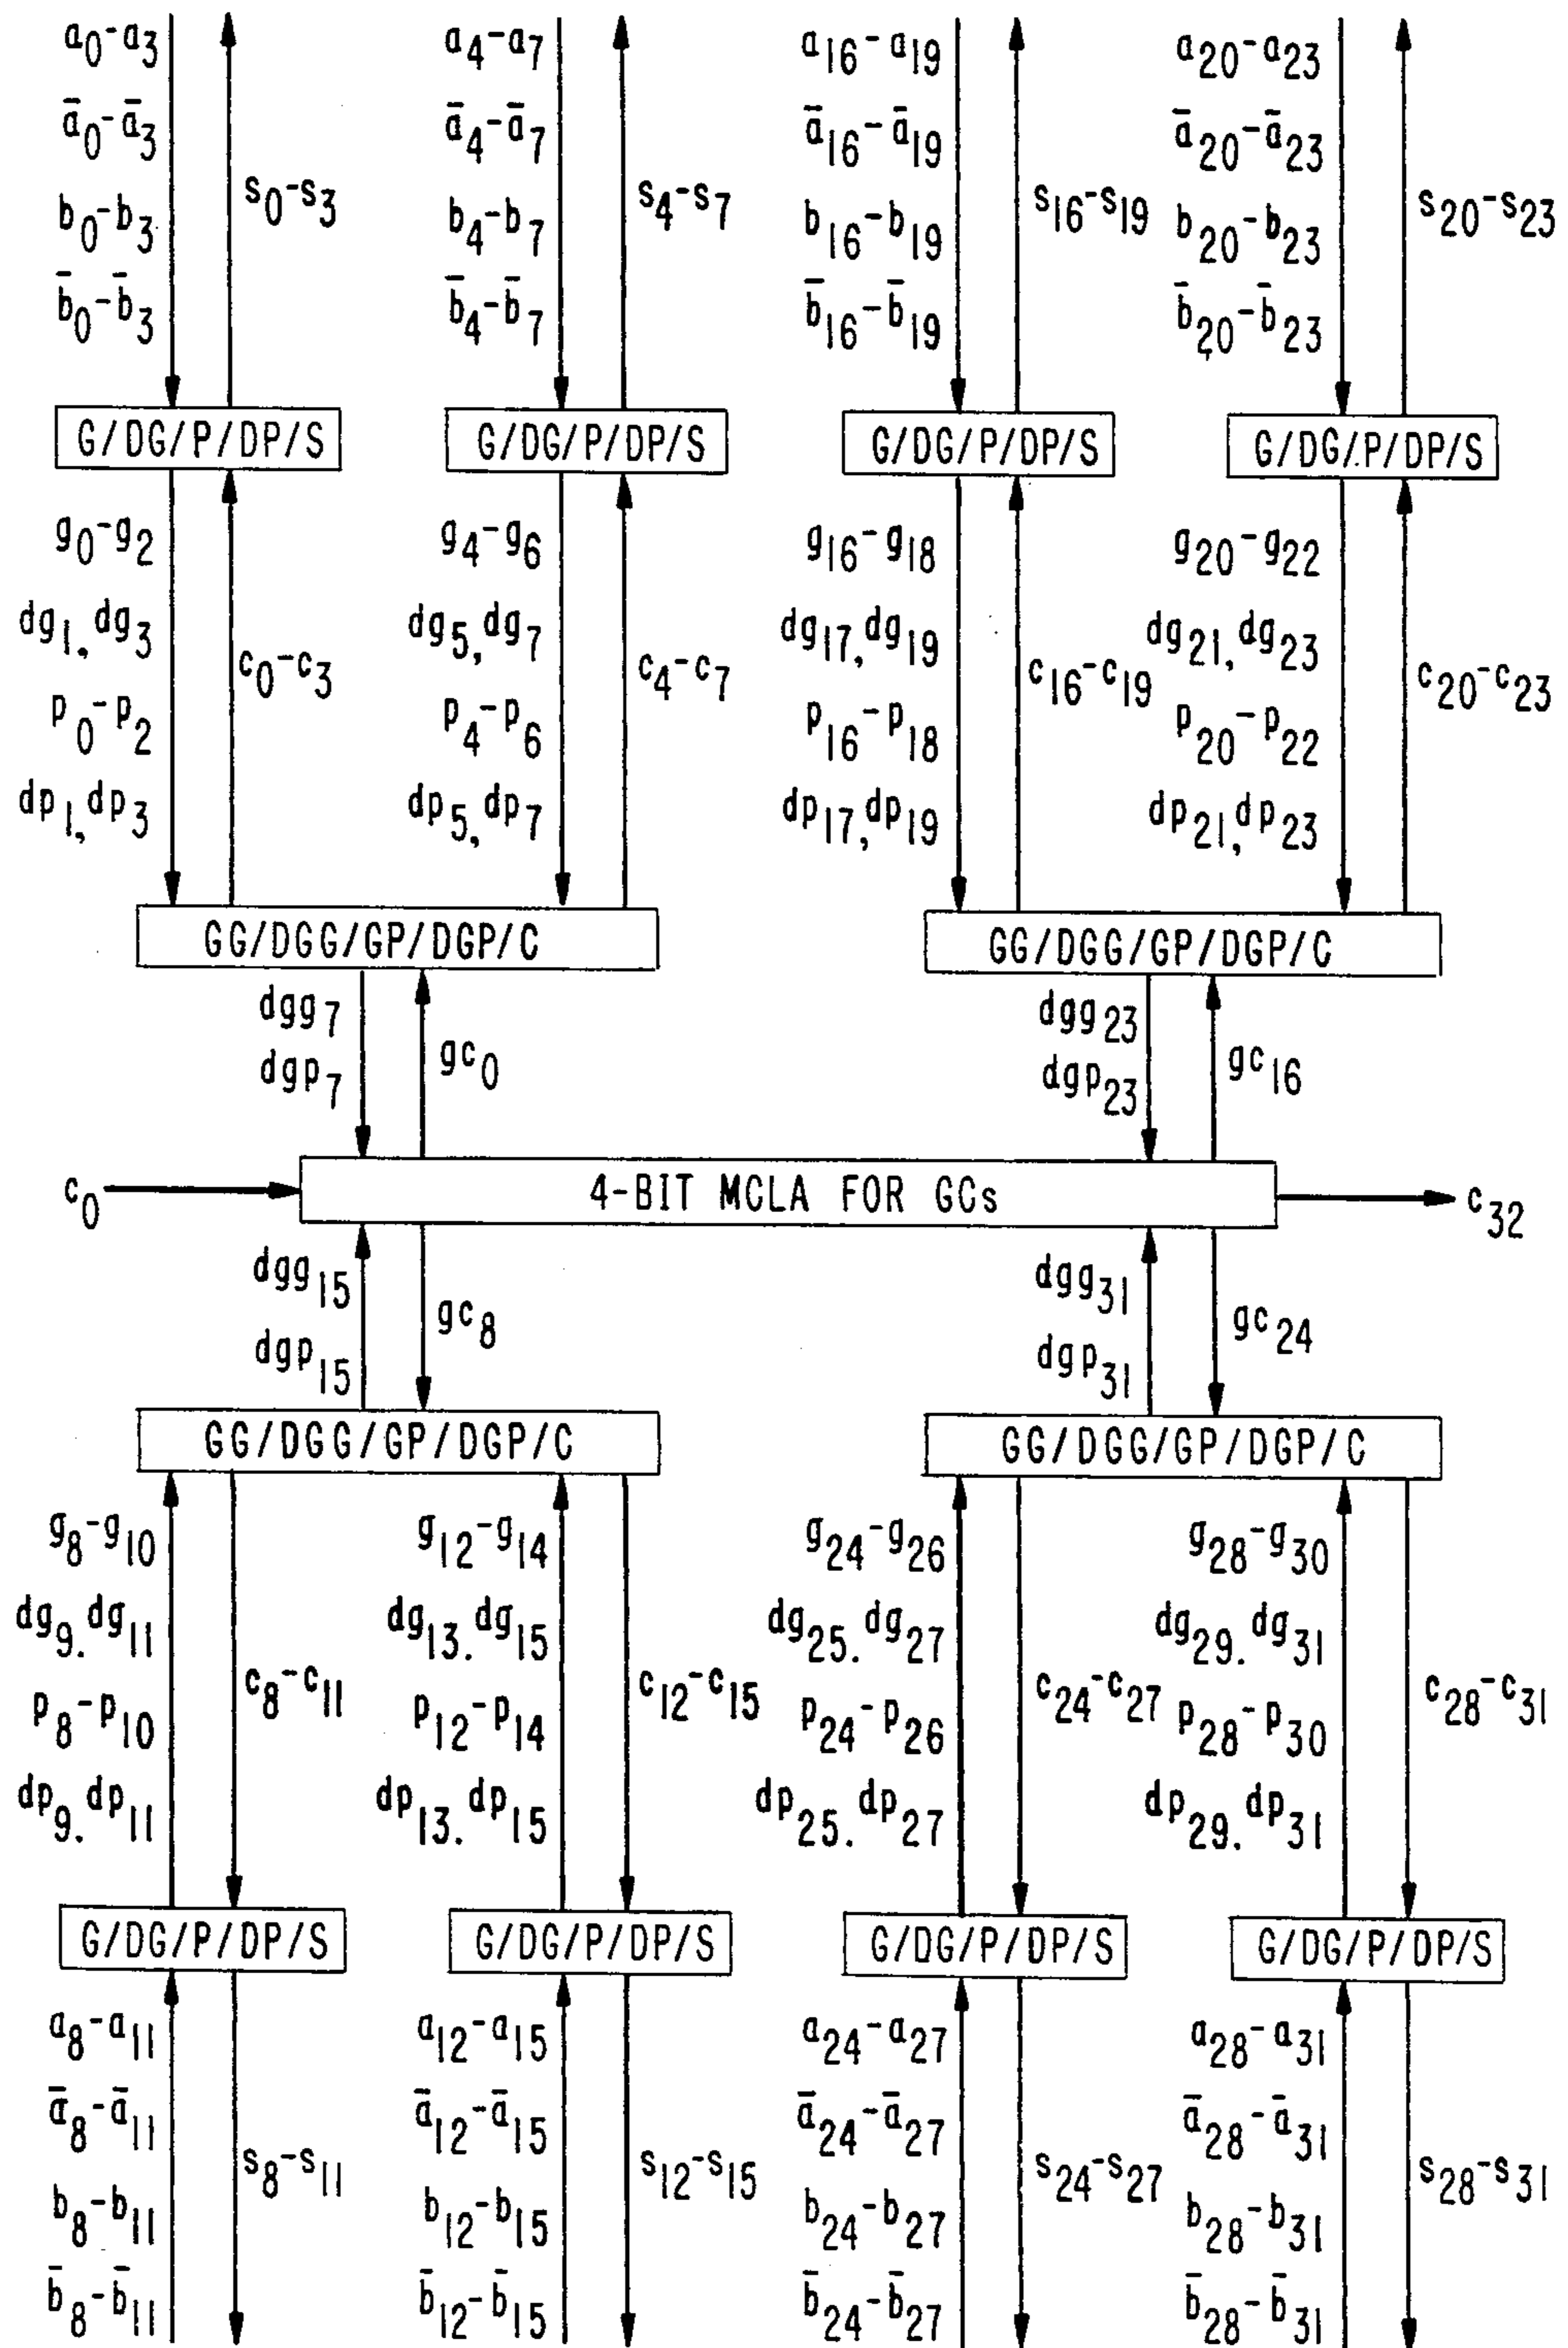 a0-a3 a4-a7 a16-a19 a20-a23
ā0-ā3 ā4-ā7 ā16-ā19 ā20-ā23
s0-s3 s4-s7 s16-s19 s20-s23
b0-b3 b4-b7 b16-b19 b20-b23
b̄0-b̄3 b̄4-b̄7 b̄16-b̄19 b̄20-b̄23
G/DG/P/DP/S G/DG/P/DP/S G/DG/P/DP/S G/DG/P/DP/S
g0-g2 g4-g6 g16-g18 g20-g22
dg1, dg3 dg5, dg7 dg17, dg19 dg21, dg23
c0-c3 c4-c7 c16-c19 c20-c23
p0-p2 p4-p6 p16-p18 p20-p22
dp1, dp3 dp5, dp7 dp17, dp19 dp21, dp23
GG/DGG/GP/DGP/C GG/DGG/GP/DGP/C
dgg7 dgg23
gc0 gc16
dgp7 dgp23
c0 4-BIT MCLA FOR GCs c32
dgg15 dgg31
gc8 gc24
dgp15 dgp31
GG/DGG/GP/DGP/C GG/DGG/GP/DGP/C
g8-g10 g12-g14 g24-g26 g28-g30
dg9. dg11 dg13. dg15 dg25. dg27 dg29. dg31
c8-c11 c12-c15 c24-c27 c28-c31
p8-p10 p12-p14 p24-p26 p28-p30
dp9. dp11 dp13. dp15 dp25. dp27 dp29. dp31
G/DG/P/DP/S G/DG/P/DP/S G/DG/P/DP/S G/DG/P/DP/S
a8-a11 a12-a15 a24-a27 a28-a31
ā8-ā11 ā12-ā15 ā24-ā27 ā28-ā31
s8-s11 s12-s15 s24-s27 s28-s31
b8-b11 b12-b15 b24-b27 b28-b31
b̄8-b̄11 b̄12-b̄15 b̄24-b̄27 b̄28-b̄31